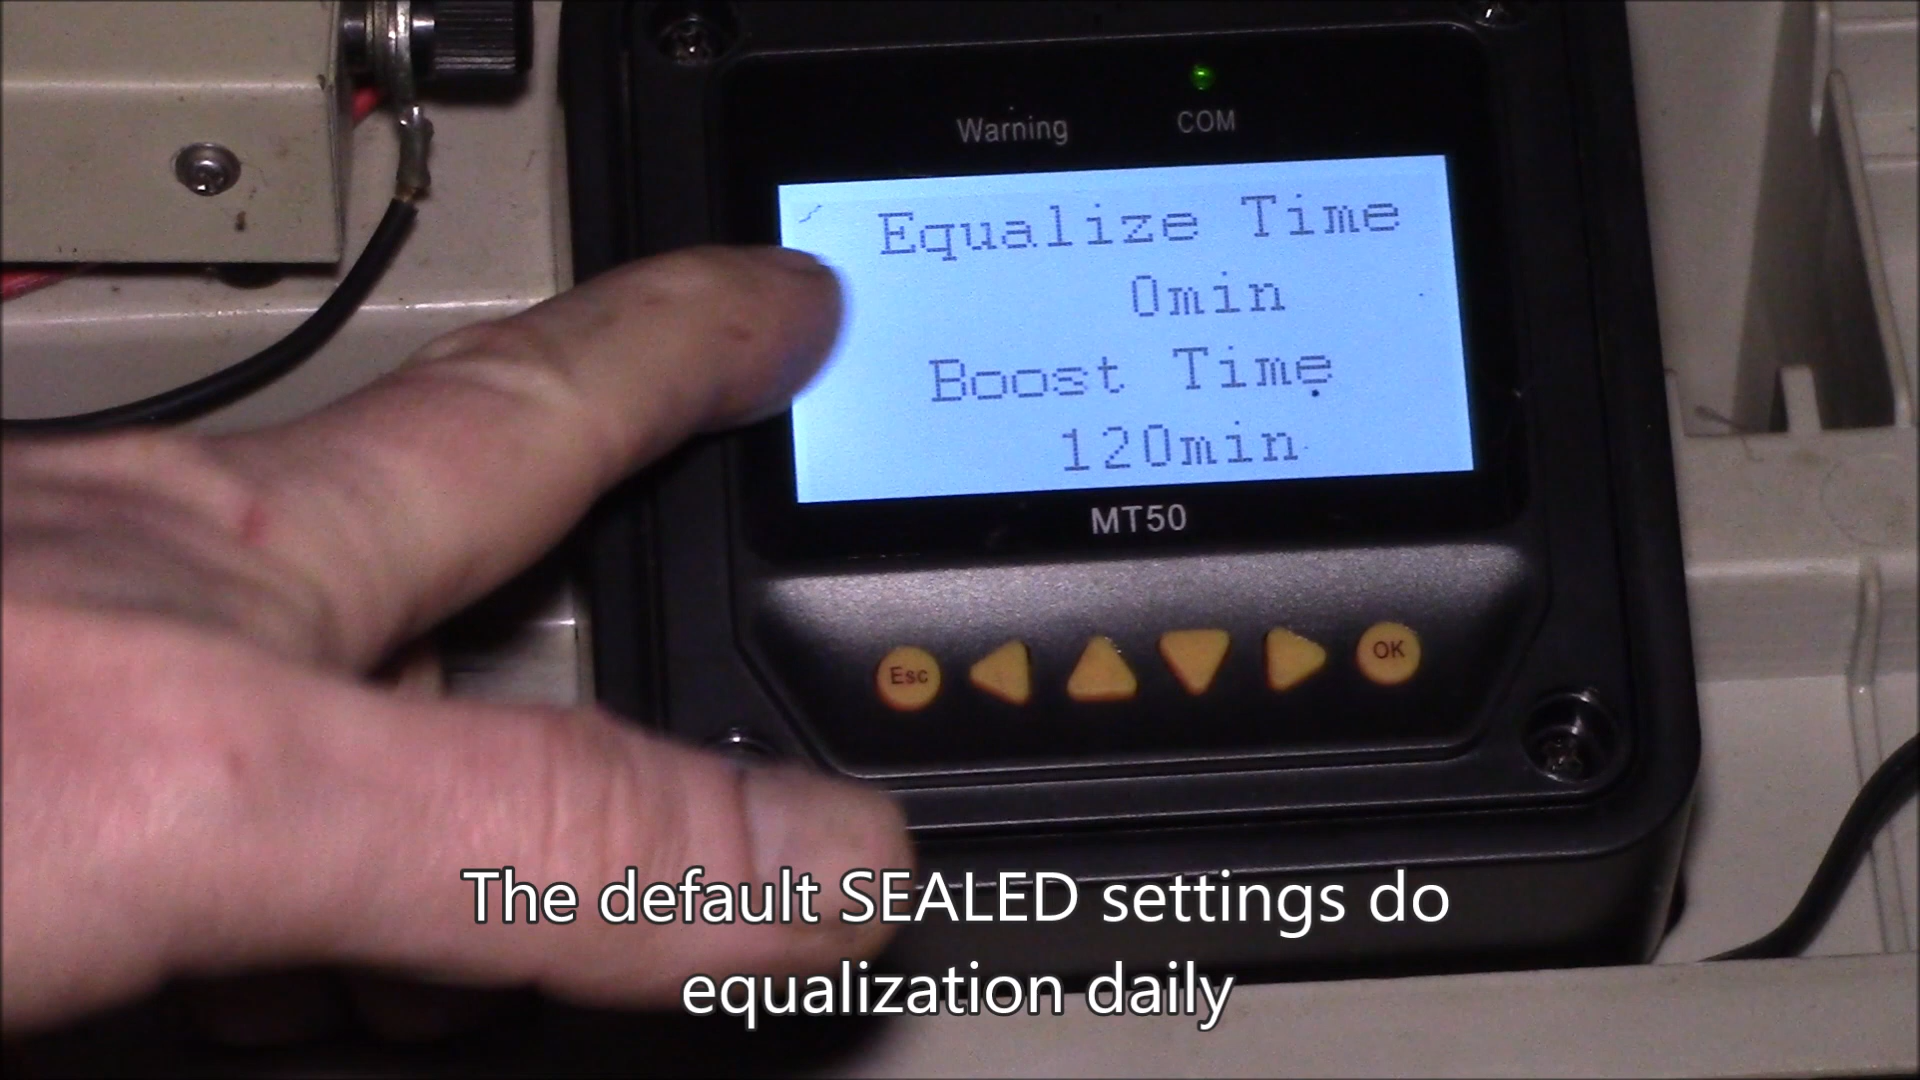 Warning COM
Equalize Time
0min
Boost Time
120min
MT50
Esc OK
The default SEALED settings do
equalization daily